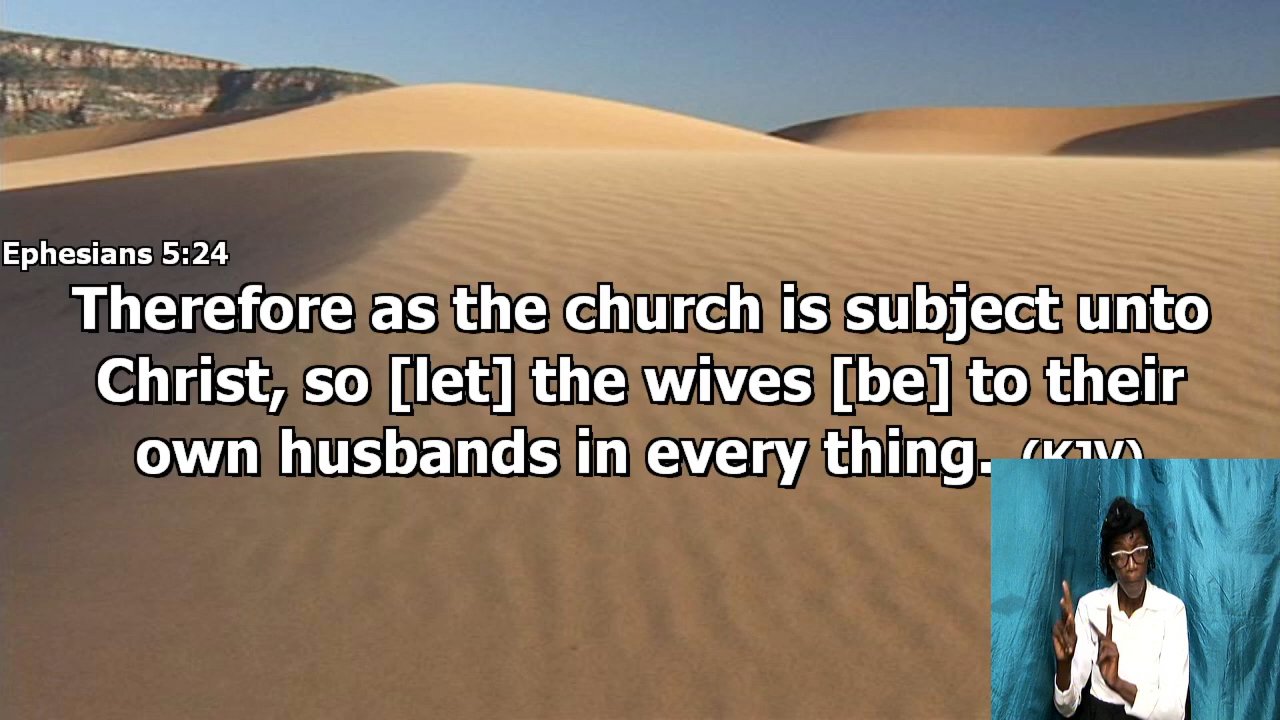 Ephesians 5:24
Therefore as the church is subject unto
Christ, so [let] the wives [be] to their
own husbands in every thing. (KJV)